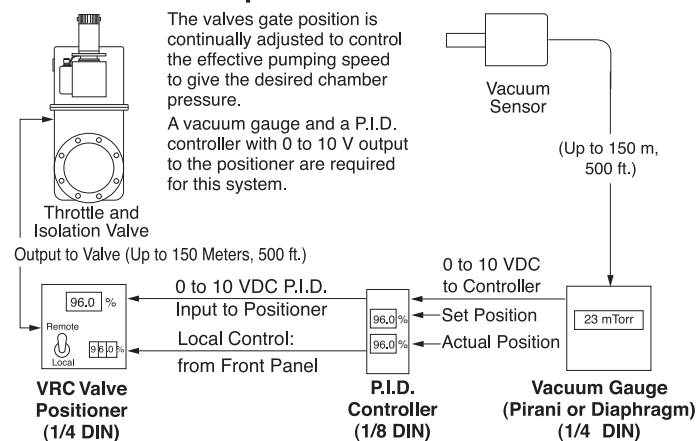 The valves gate position is
continually adjusted to control
the effective pumping speed
to give the desired chamber
pressure.
A vacuum gauge and a P.I.D.
controller with 0 to 10 V output
to the positioner are required
for this system.
Vacuum
Sensor
(Up to 150 m,
500 ft.)
Throttle and
Isolation Valve
Output to Valve (Up to 150 Meters, 500 ft.)
0 to 10 VDC P.I.D.
Input to Positioner
Local Control:
from Front Panel
0 to 10 VDC
to Controller
Set Position
Actual Position
96.0 %
Remote
Local
96.0%
96.0 %
96.0 %
23 mTorr
VRC Valve
Positioner
(1/4 DIN)
P.I.D.
Controller
(1/8 DIN)
Vacuum Gauge
(Pirani or Diaphragm)
(1/4 DIN)